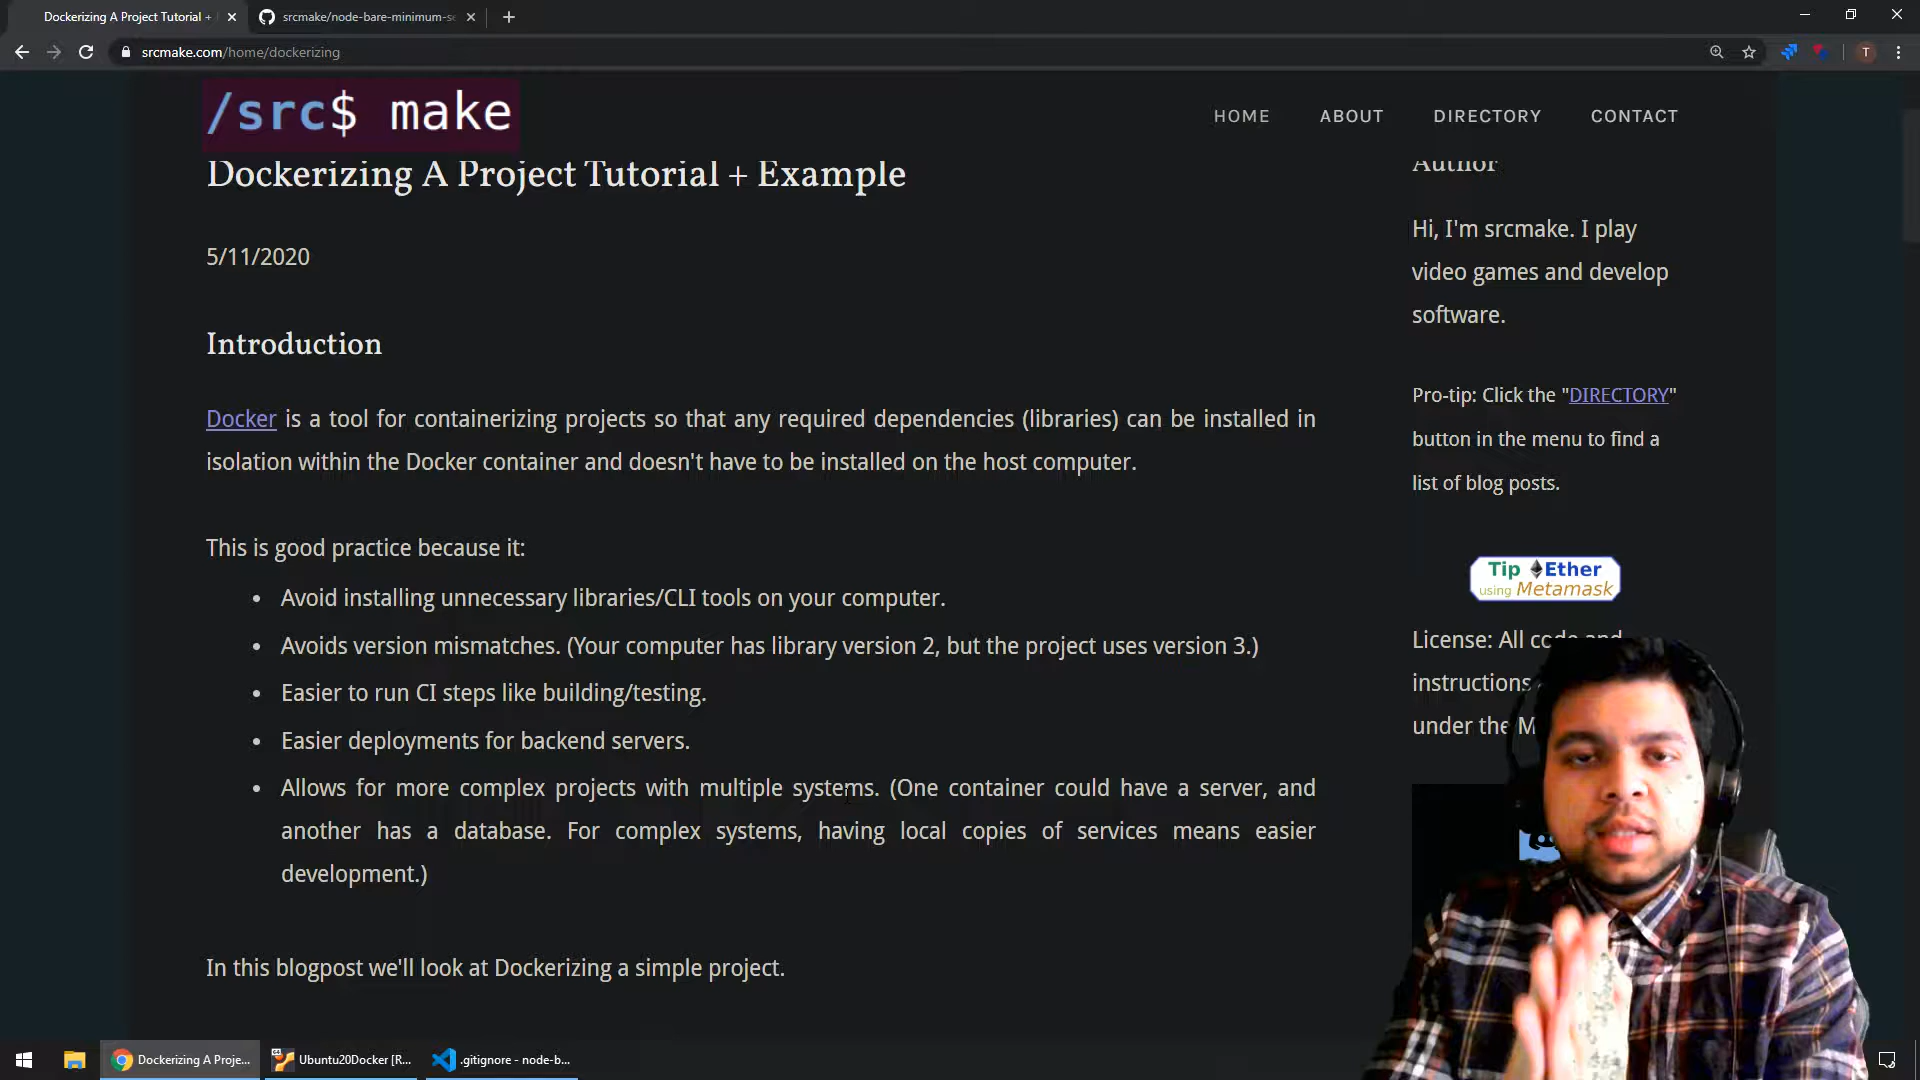 Dockerizing A Project Tutorial +
srcmake/node-bare-minimum-se
srcmake.com/home/dockerizing
T
/src$ make
HOME
ABOUT
DIRECTORY
CONTACT
Dockerizing A Project Tutorial + Example
5/11/2020
Introduction
Docker is a tool for containerizing projects so that any required dependencies (libraries) can be installed in
isolation within the Docker container and doesn't have to be installed on the host computer.
This is good practice because it:
Avoid installing unnecessary libraries/CLI tools on your computer.
Avoids version mismatches. (Your computer has library version 2, but the project uses version 3.)
Easier to run CI steps like building/testing.
Easier deployments for backend servers.
Allows for more complex projects with multiple systems. (One container could have a server, and
another has a database. For complex systems, having local copies of services means easier
development.)
In this blogpost we'll look at Dockerizing a simple project.
Author
Hi, I'm srcmake. I play
video games and develop
software.
Pro-tip: Click the "DIRECTORY"
button in the menu to find a
list of blog posts.
Tip Ether
using Metamask
License: All code and
instructions
under the M
Dockerizing A Proje...
Ubuntu20Docker [R...
.gitignore - node-b...